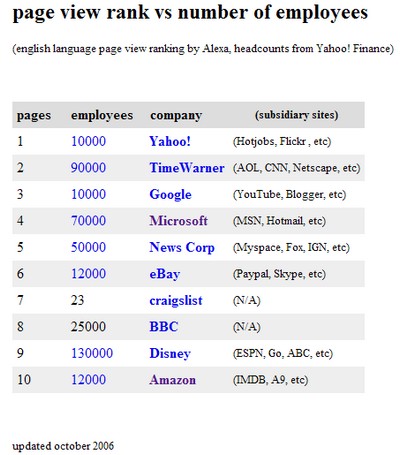 page view rank vs number of employees
(english language page view ranking by Alexa, headcounts from Yahoo! Finance)
pages employees company (subsidiary sites)
1 10000 Yahoo! (Hotjobs, Flickr , etc)
2 90000 TimeWarner (AOL, CNN, Netscape, etc)
3 10000 Google (YouTube, Blogger, etc)
4 70000 Microsoft (MSN, Hotmail, etc)
5 50000 News Corp (Myspace, Fox, IGN, etc)
6 12000 eBay (Paypal, Skype, etc)
7 23 craigslist (N/A)
8 25000 BBC (N/A)
9 130000 Disney (ESPN, Go, ABC, etc)
10 12000 Amazon (IMDB, A9, etc)
updated october 2006